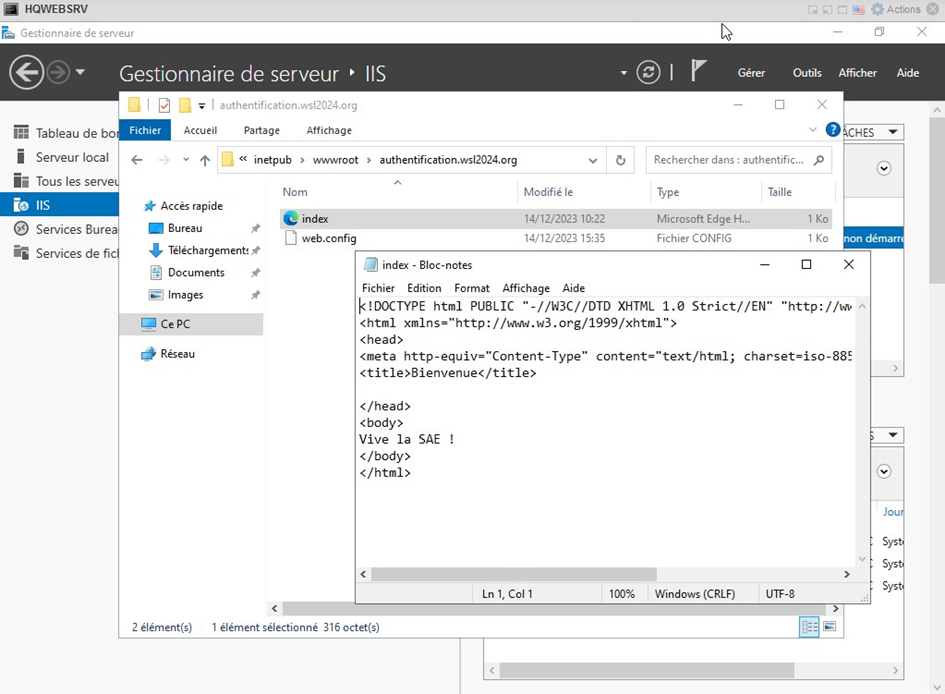 HQWEBSRV
Actions
Gestionnaire de serveur
Gestionnaire de serveur ‣ IIS
Gérer Outils Afficher Aide
Tableau de bo
Serveur local
Tous les serveu
IIS
Services Bureau
Services de fich
authentification.wsl2024.org
Fichier Accueil Partage Affichage
« inetpub › wwwroot › authentification.wsl2024.org
Rechercher dans : authentific...
Accès rapide
Bureau
Téléchargements
Documents
Images
Ce PC
Réseau
Nom Modifié le Type Taille
index 14/12/2023 10:22 Microsoft Edge H... 1 Ko
web.config 14/12/2023 15:35 Fichier CONFIG 1 Ko
index - Bloc-notes
Fichier Edition Format Affichage Aide
<!DOCTYPE html PUBLIC "-//W3C//DTD XHTML 1.0 Strict//EN" "http://ww
<html xmlns="http://www.w3.org/1999/xhtml">
<head>
<meta http-equiv="Content-Type" content="text/html; charset=iso-885
<title>Bienvenue</title>
</head>
<body>
Vive la SAE !
</body>
</html>
Ln 1, Col 1 100% Windows (CRLF) UTF-8
2 élément(s) 1 élément sélectionné 316 octet(s)
ÂCHES
non démarre
S
Jour
Systè
Systè
Systè